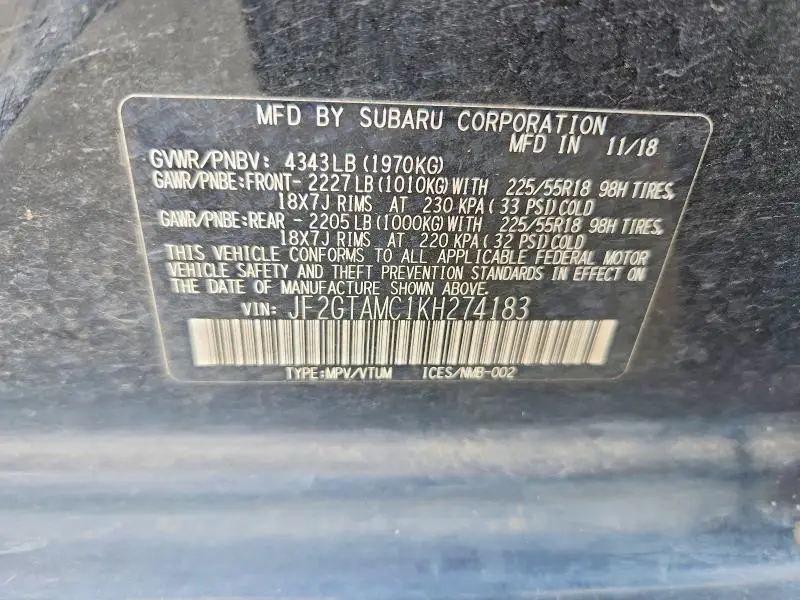 MFD BY SUBARU CORPORATION
MFD IN 11/18
GVWR/PNBV: 4343LB(1970KG)
GAWR/PNBE:FRONT- 2227LB(1010KG)WITH 225/55R18 98H TIRES,
18X7J RIMS AT 230 KPA( 33 PSI)COLD
GAWR/PNBE:REAR - 2205LB(1000KG)WITH 225/55R18 98H TIRES,
18X7J RIMS AT 220 KPA( 32 PSI)COLD
THIS VEHICLE CONFORMS TO ALL APPLICABLE FEDERAL MOTOR
VEHICLE SAFETY AND THEFT PREVENTION STANDARDS IN EFFECT ON
THE DATE OF MANUFACTURE SHOWN ABOVE.
VIN: JF2GTAMC1KH274183
TYPE:MPV/VTUM ICES/NMB-002